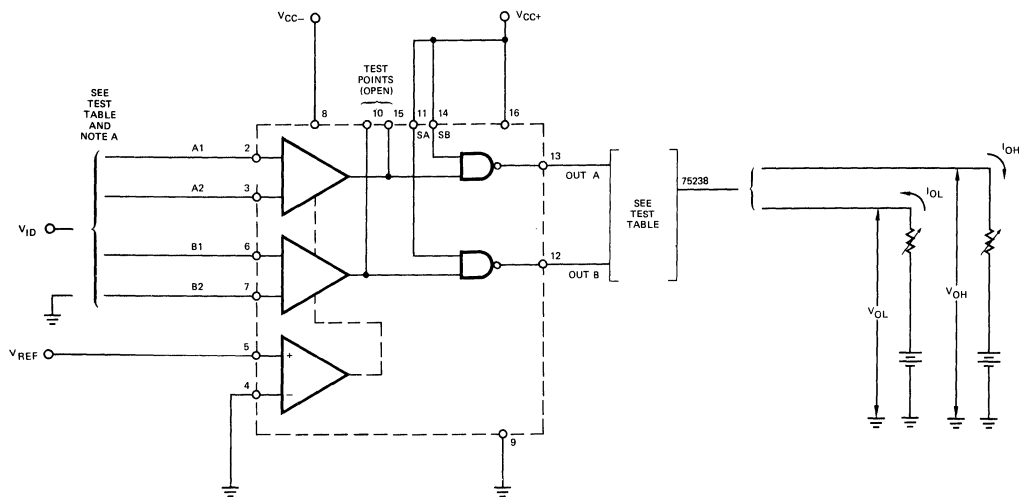 VCC−
VCC+
TEST
POINTS
(OPEN)
SEE
TEST
TABLE
AND
NOTE A
8
10
15
11
14
16
SA
SB
A1
2
13
OUT A
A2
3
VID
B1
6
12
OUT B
B2
7
VREF
5
+
4
−
9
SEE
TEST
TABLE
75238
IOH
IOL
VOL
VOH